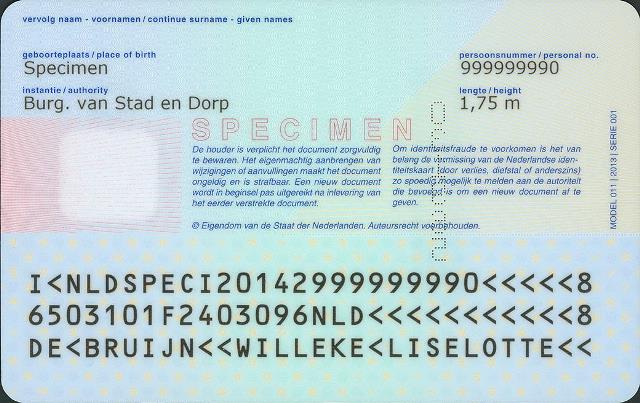 vervolg naam - voornamen / continue surname - given names
geboorteplaats / place of birth
Specimen
persoonsnummer / personal no.
999999990
instantie / authority
Burg. van Stad en Dorp
lengte / height
1,75 m
SPECIMEN
De houder is verplicht het document zorgvuldig
te bewaren. Het eigenmachtig aanbrengen van
wijzigingen of aanvullingen maakt het document
ongeldig en is strafbaar. Een nieuw document
wordt in beginsel pas uitgereikt na inlevering van
het eerder verstrekte document.
Om identiteitsfraude te voorkomen is het van
belang de vermissing van de Nederlandse iden-
titeitskaart (door verlies, diefstal of anderszins)
zo spoedig mogelijk te melden aan de autoriteit
die bevoegd is om een nieuw document af te
geven.
© Eigendom van de Staat der Nederlanden. Auteursrecht voorbehouden.
MODEL 011 | 2013 | SERIE 001
I<NLDSPECI20142999999990<<<<<8
6503101F2403096NLD<<<<<<<<<<<8
DE<BRUIJN<<WILLEKE<LISELOTTE<<